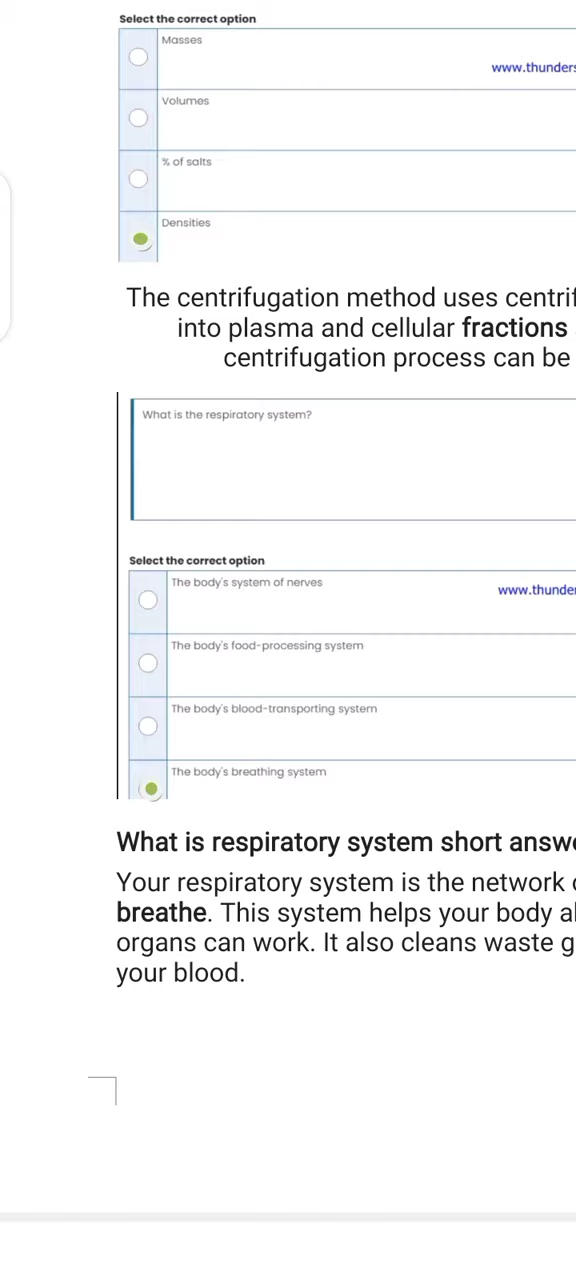 Select the correct option
Masses
www.thunders
Volumes
% of salts
Densities
The centrifugation method uses centrif
into plasma and cellular fractions
centrifugation process can be
What is the respiratory system?
Select the correct option
The body's system of nerves
www.thunder
The body's food-processing system
The body's blood-transporting system
The body's breathing system
What is respiratory system short answe
Your respiratory system is the network
breathe. This system helps your body al
organs can work. It also cleans waste g
your blood.